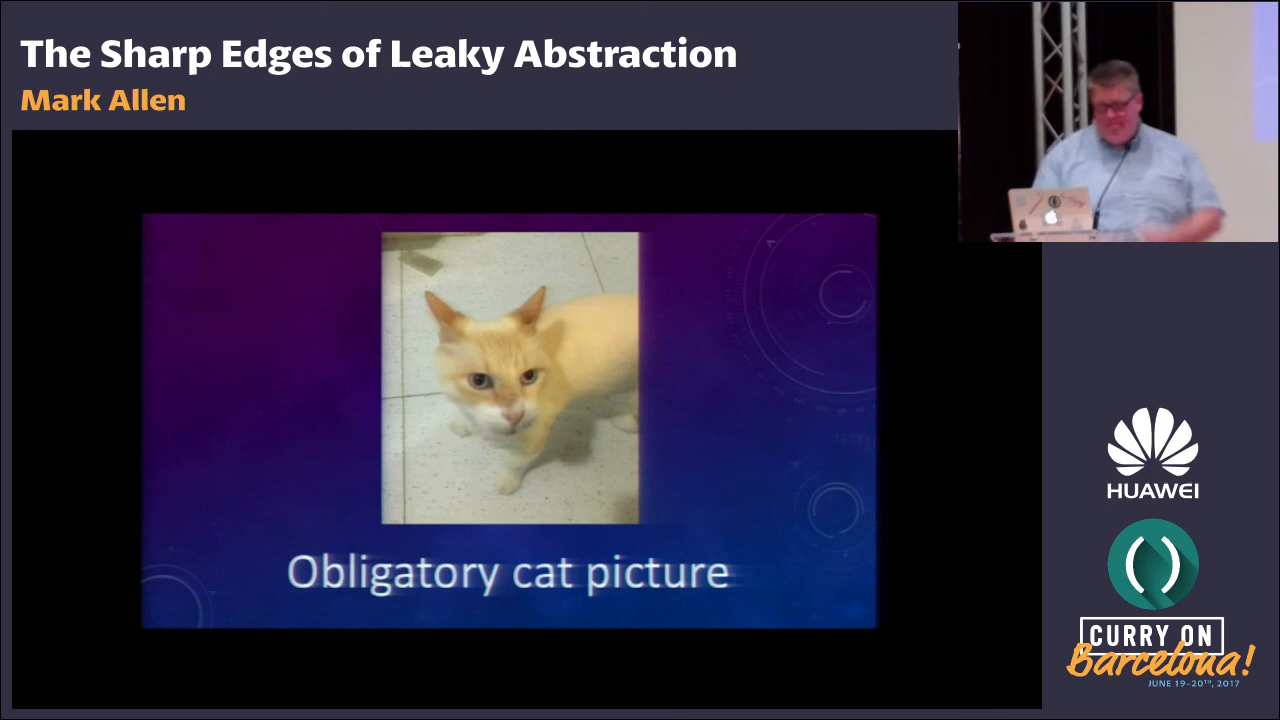 The Sharp Edges of Leaky Abstraction
Mark Allen
Obligatory cat picture
HUAWEI
CURRY ON
Barcelona!
JUNE 19-20TH, 2017